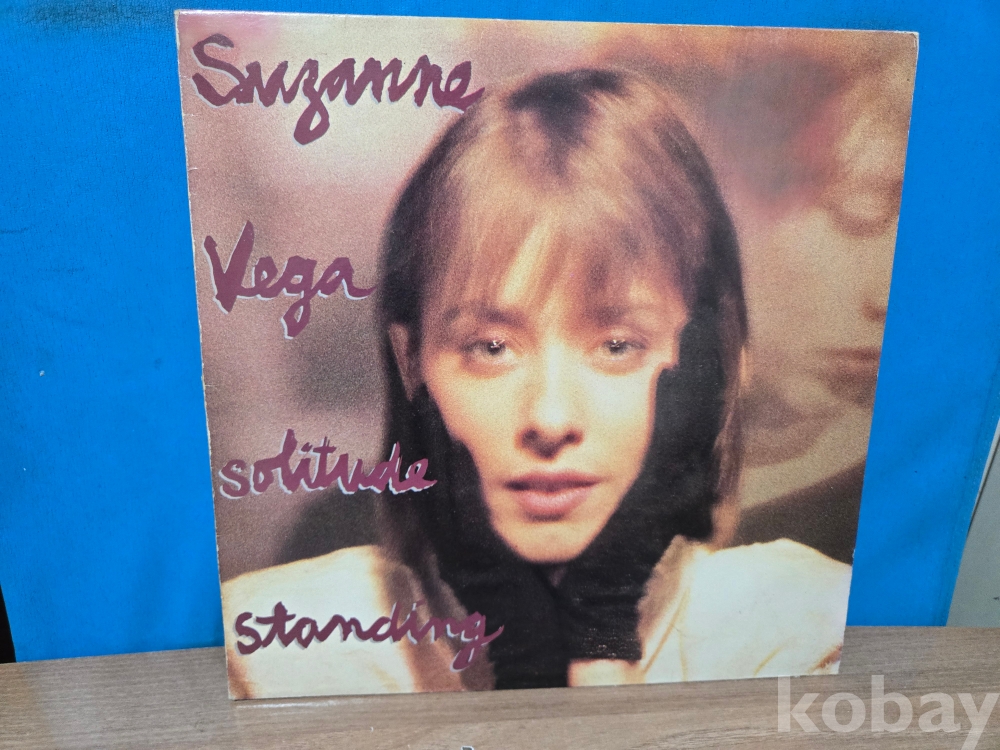 Suzanne
Vega
solitude
standing
kobay